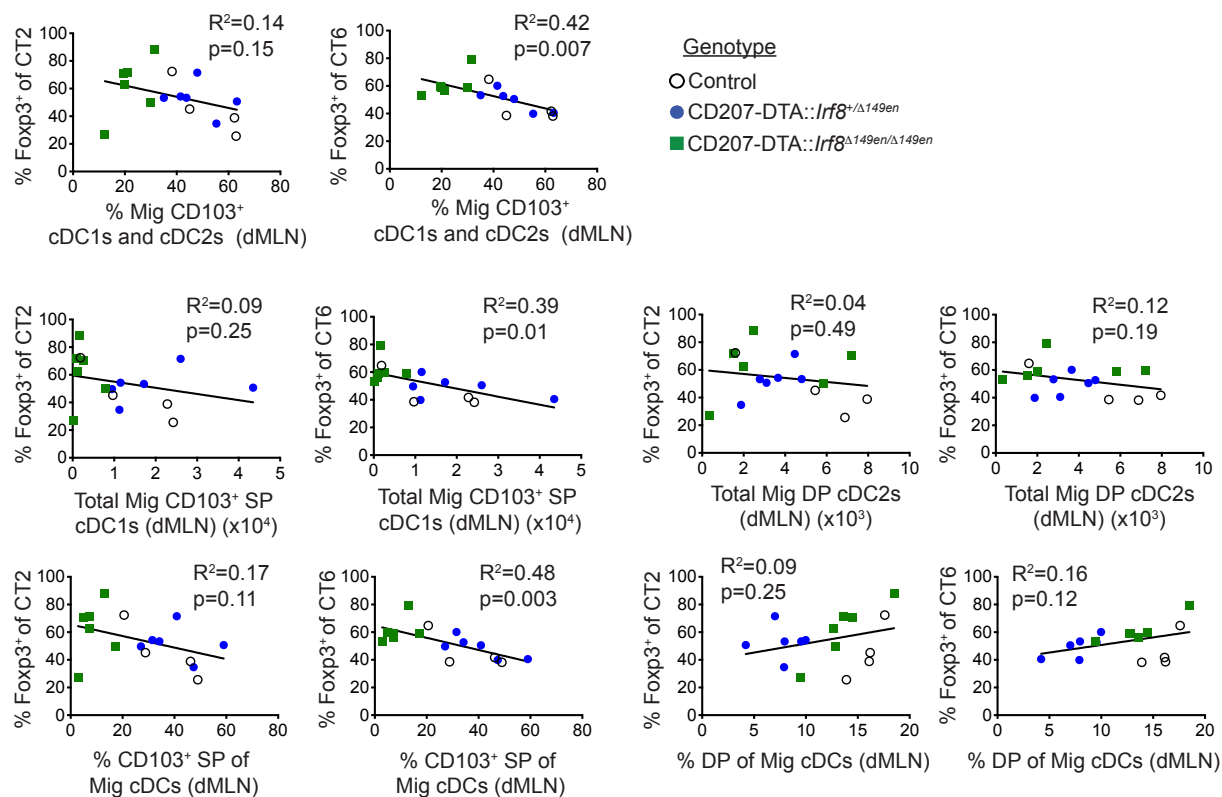 R²=0.14
p=0.15
% Foxp3⁺ of CT2
100
80
60
40
20
0
0 20 40 60 80
% Mig CD103⁺
cDC1s and cDC2s (dMLN)
R²=0.42
p=0.007
% Foxp3⁺ of CT6
100
80
60
40
20
0
0 20 40 60 80
% Mig CD103⁺
cDC1s and cDC2s (dMLN)
Genotype
Control
CD207-DTA::Irf8⁺/Δ149en
CD207-DTA::Irf8Δ149en/Δ149en
R²=0.09
p=0.25
% Foxp3⁺ of CT2
100
80
60
40
20
0
0 1 2 3 4 5
Total Mig CD103⁺ SP
cDC1s (dMLN) (x10⁴)
R²=0.39
p=0.01
% Foxp3⁺ of CT6
100
80
60
40
20
0
0 1 2 3 4 5
Total Mig CD103⁺ SP
cDC1s (dMLN) (x10⁴)
R²=0.04
p=0.49
% Foxp3⁺ of CT2
100
80
60
40
20
0
0 2 4 6 8 10
Total Mig DP cDC2s
(dMLN) (x10³)
R²=0.12
p=0.19
% Foxp3⁺ of CT6
100
80
60
40
20
0
0 2 4 6 8 10
Total Mig DP cDC2s
(dMLN) (x10³)
R²=0.17
p=0.11
% Foxp3⁺ of CT2
100
80
60
40
20
0
0 20 40 60 80
% CD103⁺ SP of
Mig cDCs (dMLN)
R²=0.48
p=0.003
% Foxp3⁺ of CT6
100
80
60
40
20
0
0 20 40 60 80
% CD103⁺ SP of
Mig cDCs (dMLN)
R²=0.09
p=0.25
% Foxp3⁺ of CT2
100
80
60
40
20
0
0 5 10 15 20
% DP of Mig cDCs (dMLN)
R²=0.16
p=0.12
% Foxp3⁺ of CT6
100
80
60
40
20
0
0 5 10 15 20
% DP of Mig cDCs (dMLN)